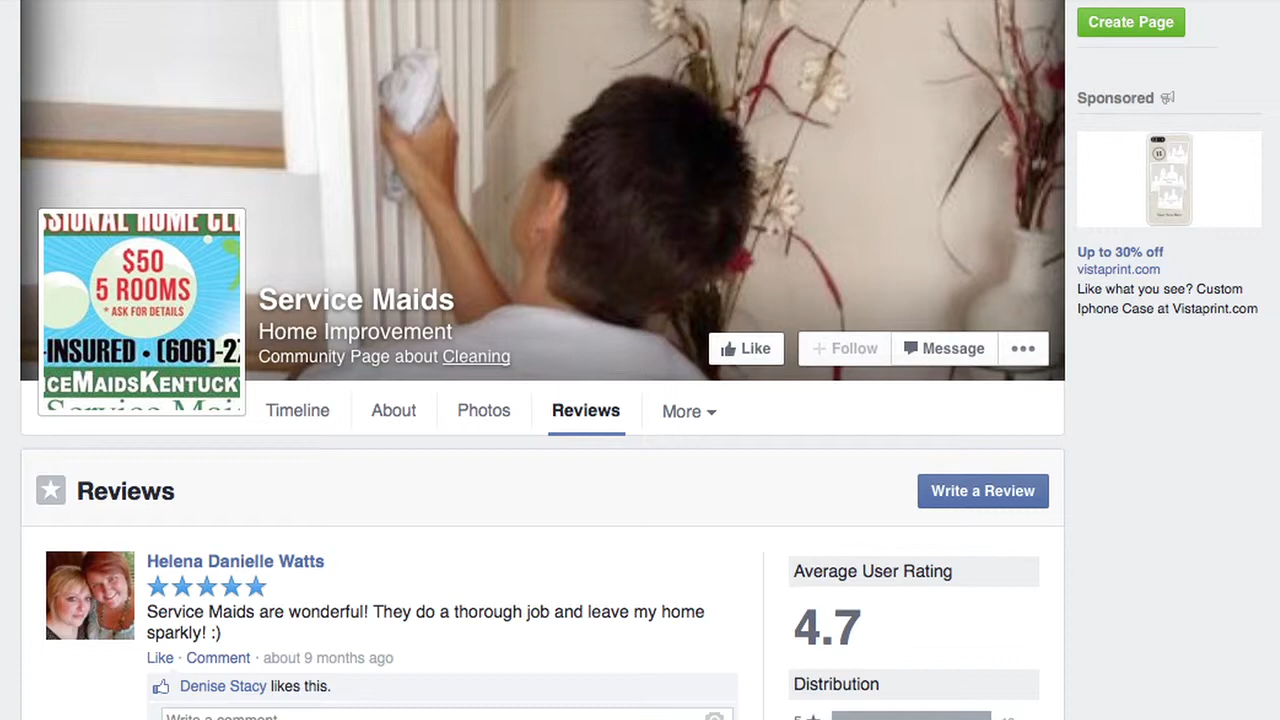 Create Page
Sponsored
Up to 30% off
vistaprint.com
Like what you see? Custom
Iphone Case at Vistaprint.com
$50
5 ROOMS
* ASK FOR DETAILS
INSURED • (606)-2
Service Maids
Home Improvement
Community Page about Cleaning
Like
+ Follow
Message
Timeline
About
Photos
Reviews
More
Reviews
Write a Review
Helena Danielle Watts
Service Maids are wonderful! They do a thorough job and leave my home
sparkly! :)
Like · Comment · about 9 months ago
Denise Stacy likes this.
Write a comment
Average User Rating
4.7
Distribution